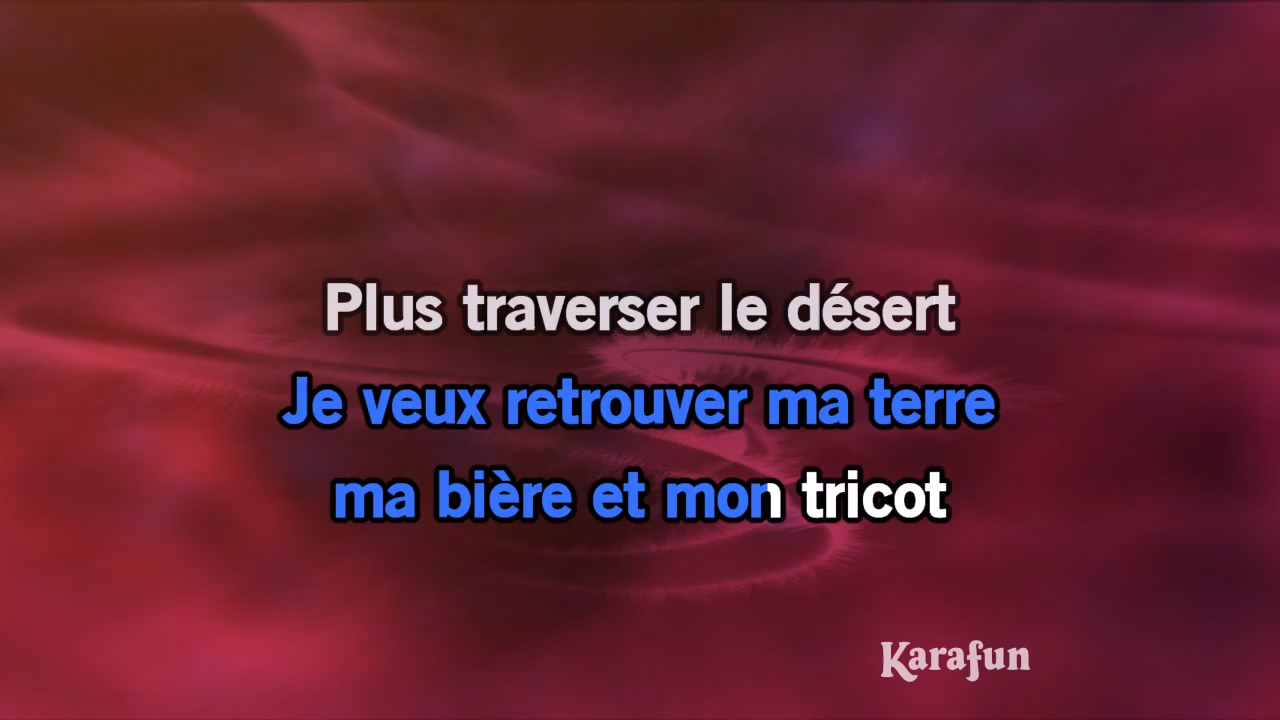 Plus traverser le désert
Je veux retrouver ma terre
ma bière et mon tricot
Karafun